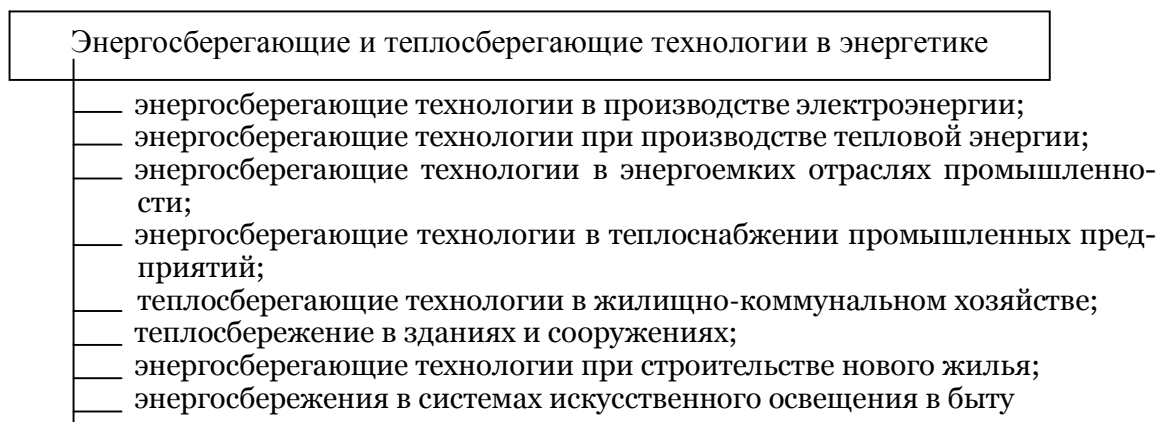 Энергосберегающие и теплосберегающие технологии в энергетике
энергосберегающие технологии в производстве электроэнергии;
энергосберегающие технологии при производстве тепловой энергии;
энергосберегающие технологии в энергоемких отраслях промышленно-
сти;
энергосберегающие технологии в теплоснабжении промышленных пред-
приятий;
теплосберегающие технологии в жилищно-коммунальном хозяйстве;
теплосбережение в зданиях и сооружениях;
энергосберегающие технологии при строительстве нового жилья;
энергосбережения в системах искусственного освещения в быту